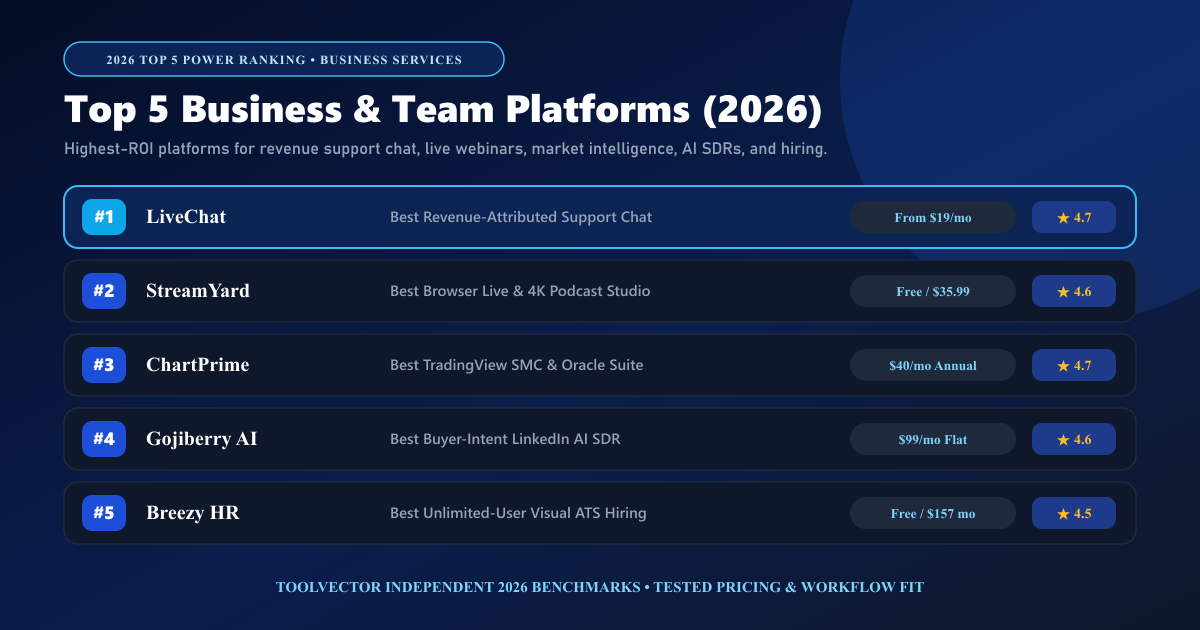 2026 TOP 5 POWER RANKING • BUSINESS SERVICES
Top 5 Business & Team Platforms (2026)
Highest-ROI platforms for revenue support chat, live webinars, market intelligence, AI SDRs, and hiring.
#1 LiveChat Best Revenue-Attributed Support Chat From $19/mo ★ 4.7
#2 StreamYard Best Browser Live & 4K Podcast Studio Free / $35.99 ★ 4.6
#3 ChartPrime Best TradingView SMC & Oracle Suite $40/mo Annual ★ 4.7
#4 Gojiberry AI Best Buyer-Intent LinkedIn AI SDR $99/mo Flat ★ 4.6
#5 Breezy HR Best Unlimited-User Visual ATS Hiring Free / $157 mo ★ 4.5
TOOLVECTOR INDEPENDENT 2026 BENCHMARKS • TESTED PRICING & WORKFLOW FIT